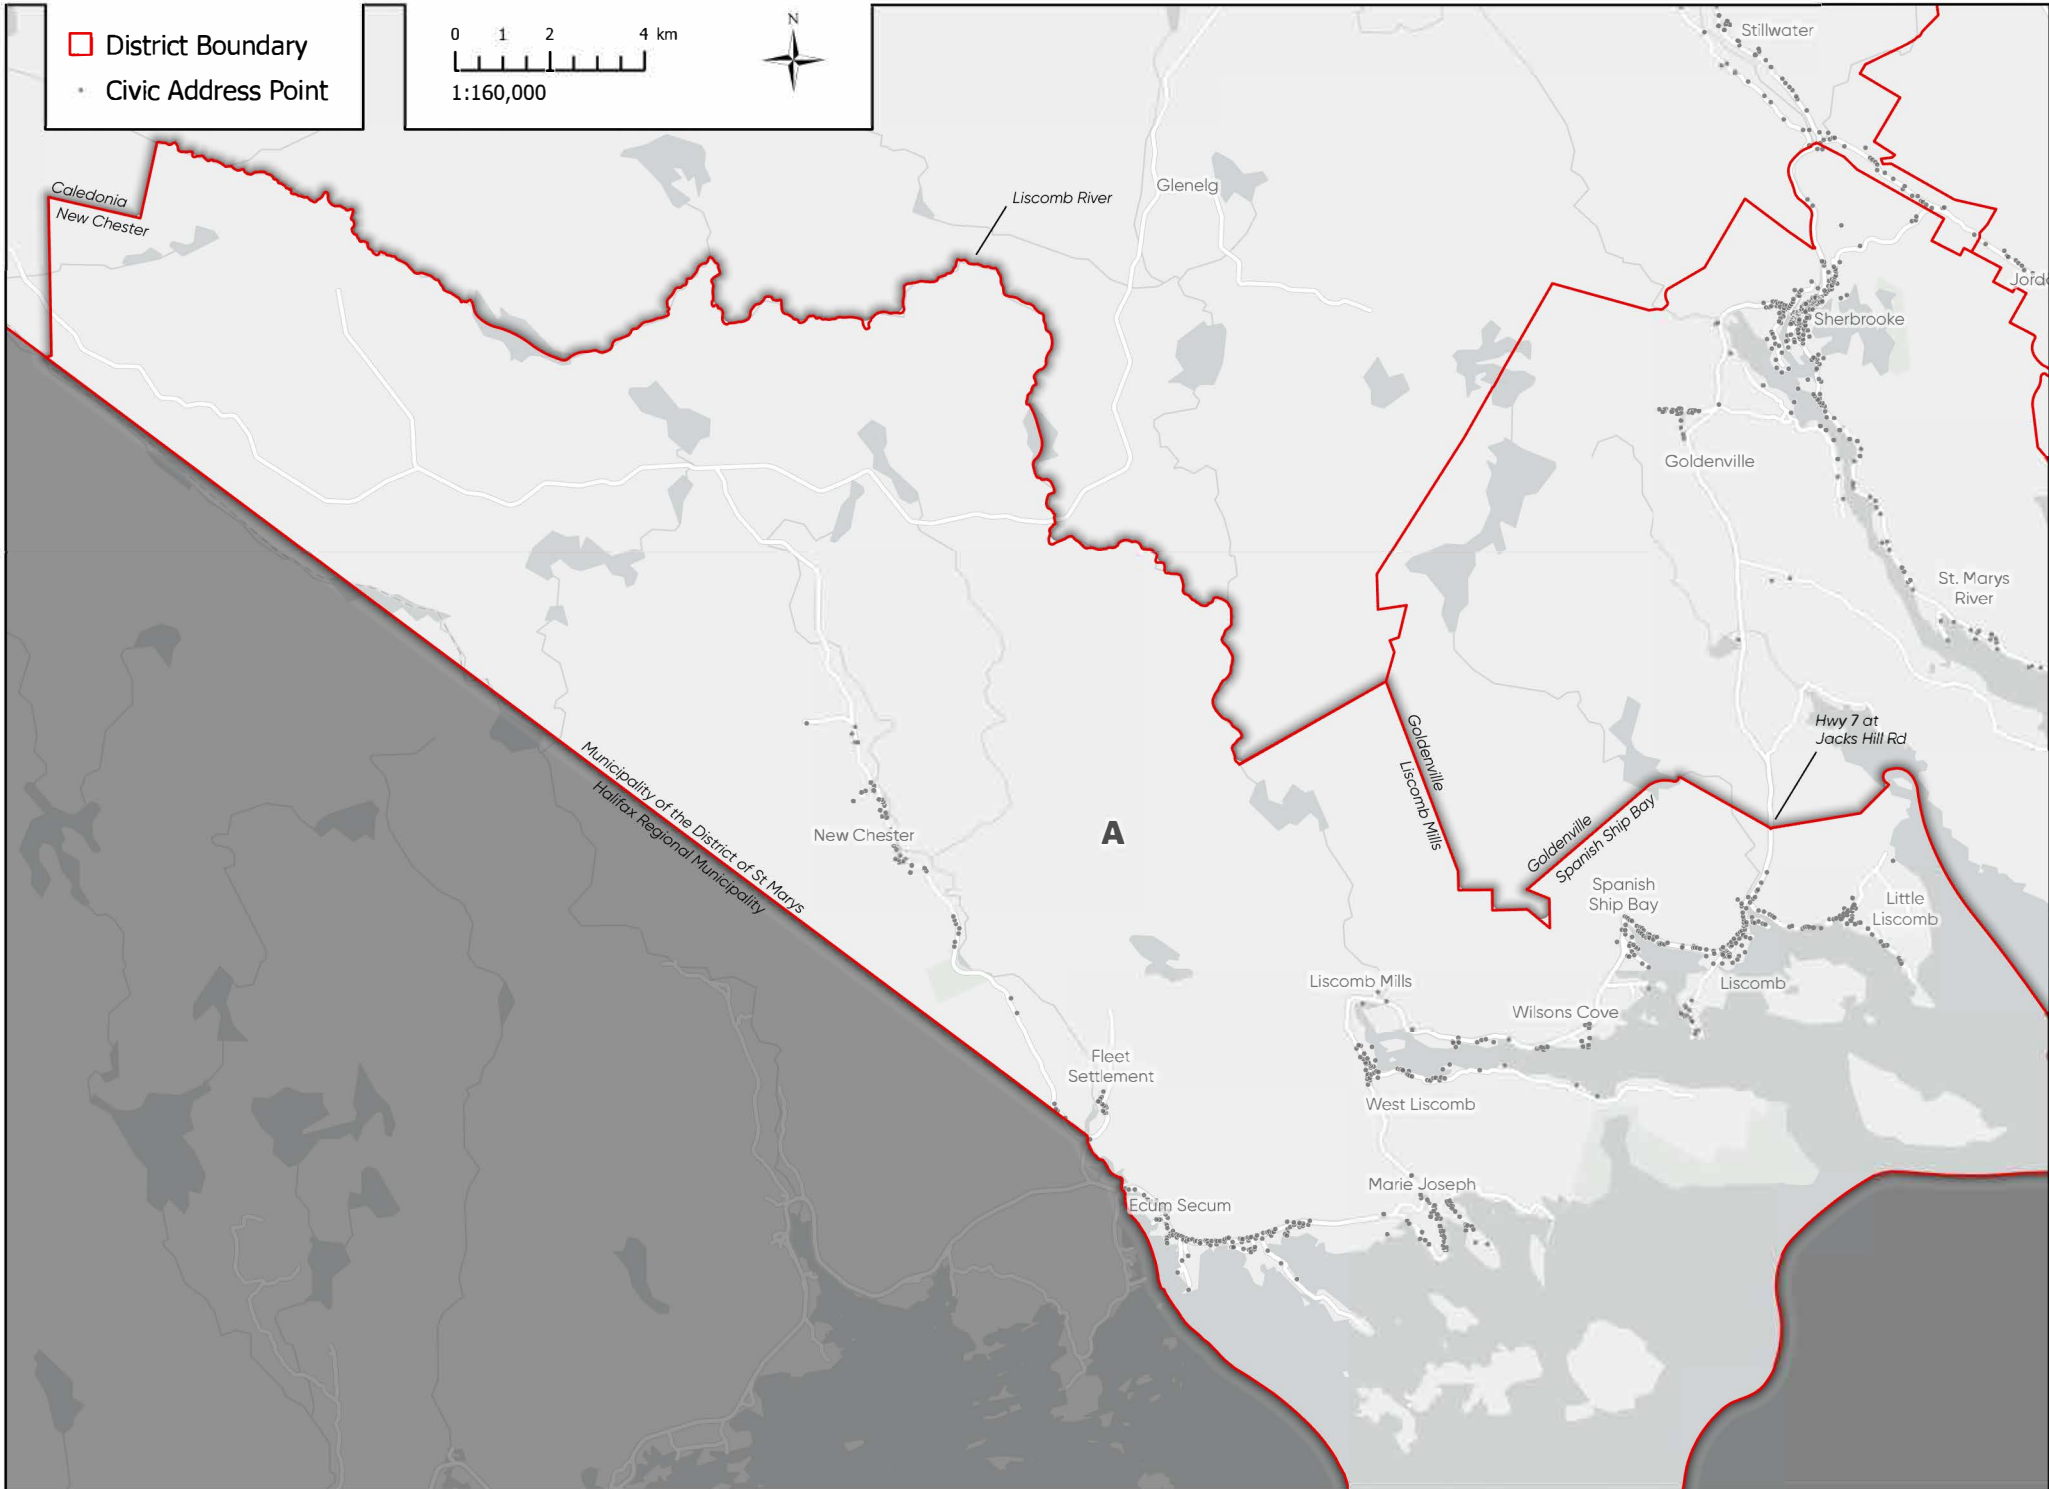 District Boundary
Civic Address Point
0 1 2 4 km
1:160,000
N
Stillwater
Caledonia
New Chester
Liscomb River
Glenelg
Sherbrooke
Goldenville
St. Marys
River
Hwy 7 at
Jacks Hill Rd
Goldenville
Liscomb Mills
Goldenville
Spanish Ship Bay
Municipality of the District of St Marys
Halifax Regional Municipality
New Chester
A
Spanish
Ship Bay
Little
Liscomb
Liscomb Mills
Liscomb
Wilsons Cove
Fleet
Settlement
West Liscomb
Marie Joseph
Ecum Secum